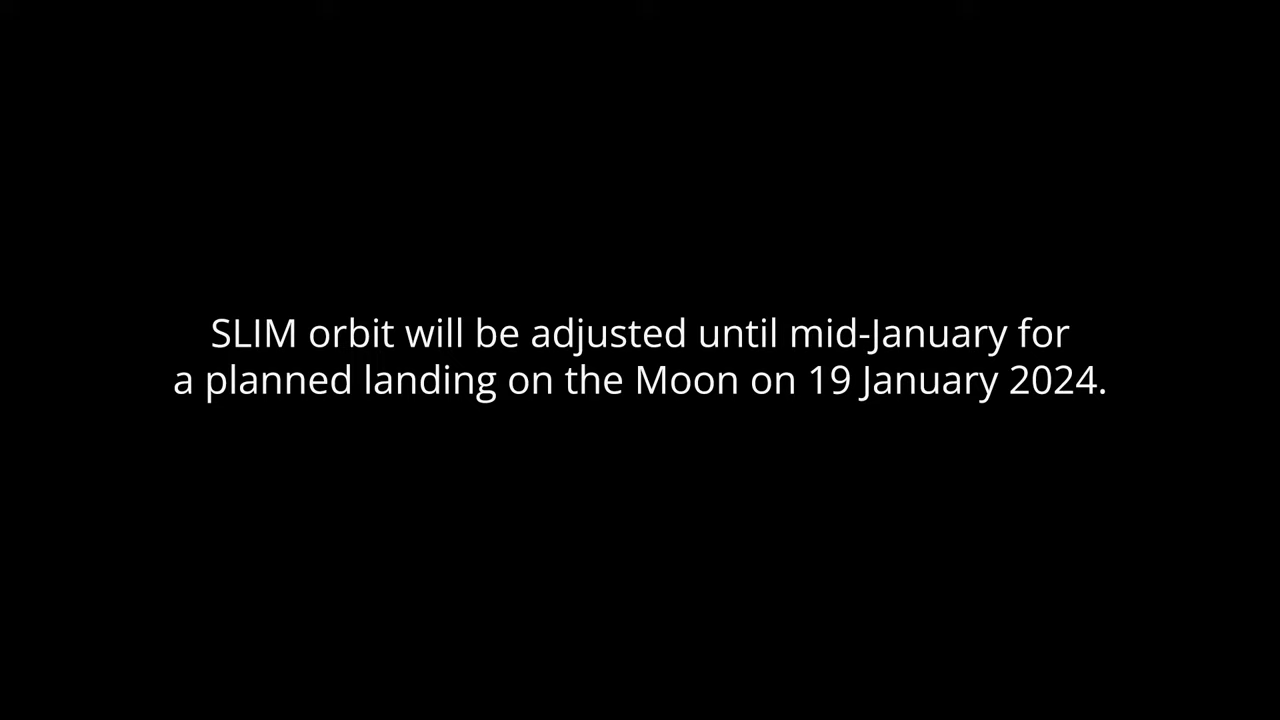 SLIM orbit will be adjusted until mid-January for
a planned landing on the Moon on 19 January 2024.